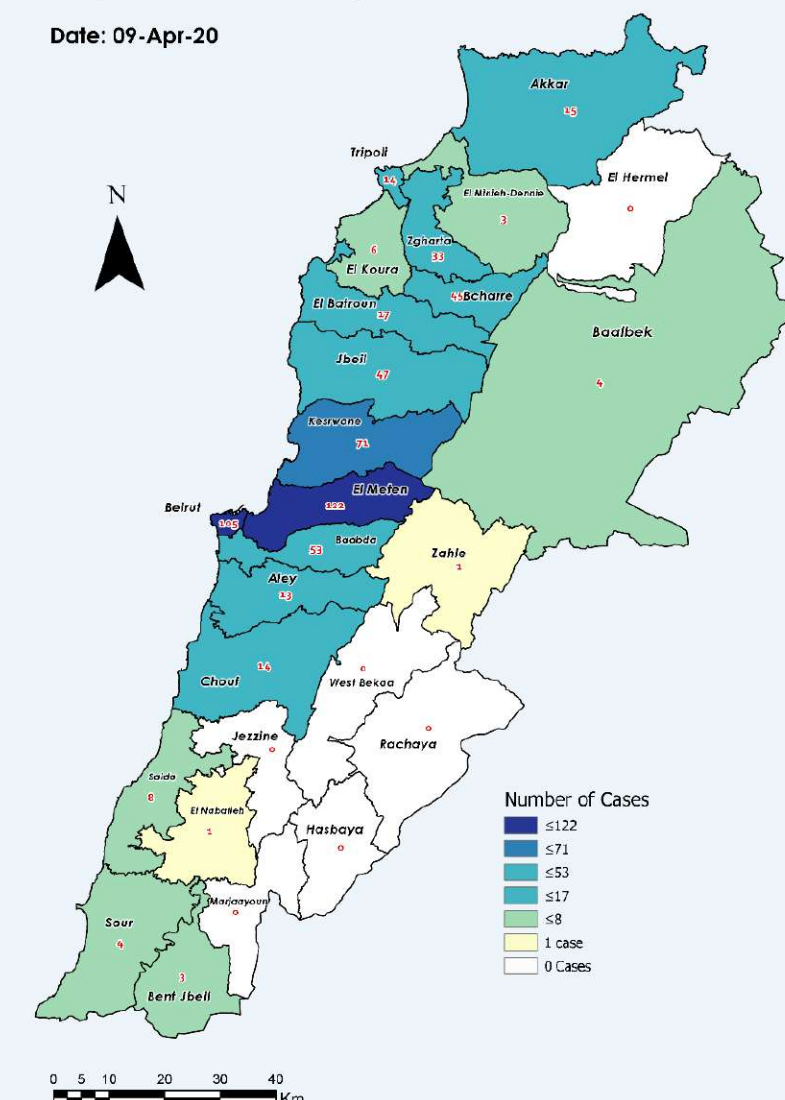 Date: 09-Apr-20
N
Akkar
15
Tripoli
14
El Hermel
0
El Minieh-Dennie
3
Zgharta
33
6
El Koura
45 Bcharre
El Batroun
17
Baalbek
4
Jbeil
47
Kesrwane
71
El Meten
122
Beirut
105
Baabda
53
Zahle
1
Aley
13
Chouf
14
0
West Bekaa
0
Rachaya
Jezzine
0
Saida
8
El Nabatieh
1
Hasbaya
0
Marjaayoun
0
Sour
4
3
Bent Jbeil
Number of Cases
≤122
≤71
≤53
≤17
≤8
1 case
0 Cases
0 5 10 20 30 40
Km